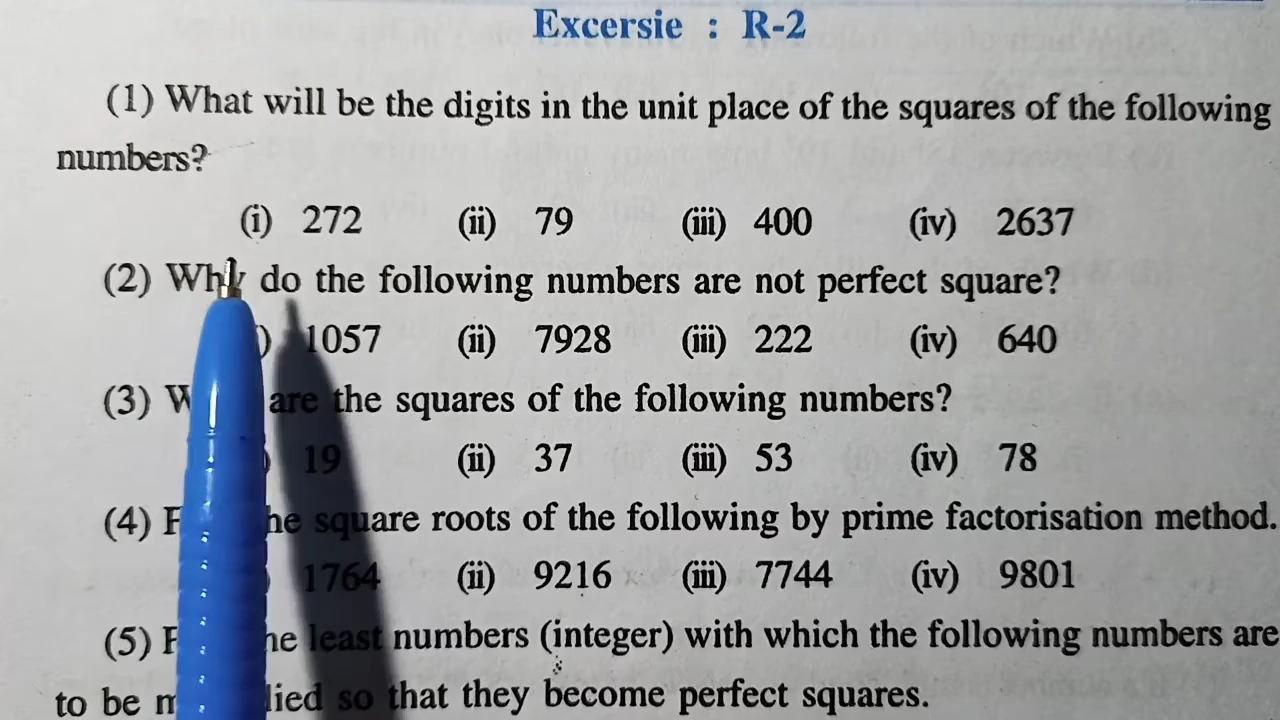 Excersie : R-2
(1) What will be the digits in the unit place of the squares of the following
numbers?
(i) 272 (ii) 79 (iii) 400 (iv) 2637
(2) Why do the following numbers are not perfect square?
1057 (ii) 7928 (iii) 222 (iv) 640
(3) are the squares of the following numbers?
19 (ii) 37 (iii) 53 (iv) 78
(4) square roots of the following by prime factorisation method.
1764 (ii) 9216 (iii) 7744 (iv) 9801
(5) least numbers (integer) with which the following numbers are
to be so that they become perfect squares.